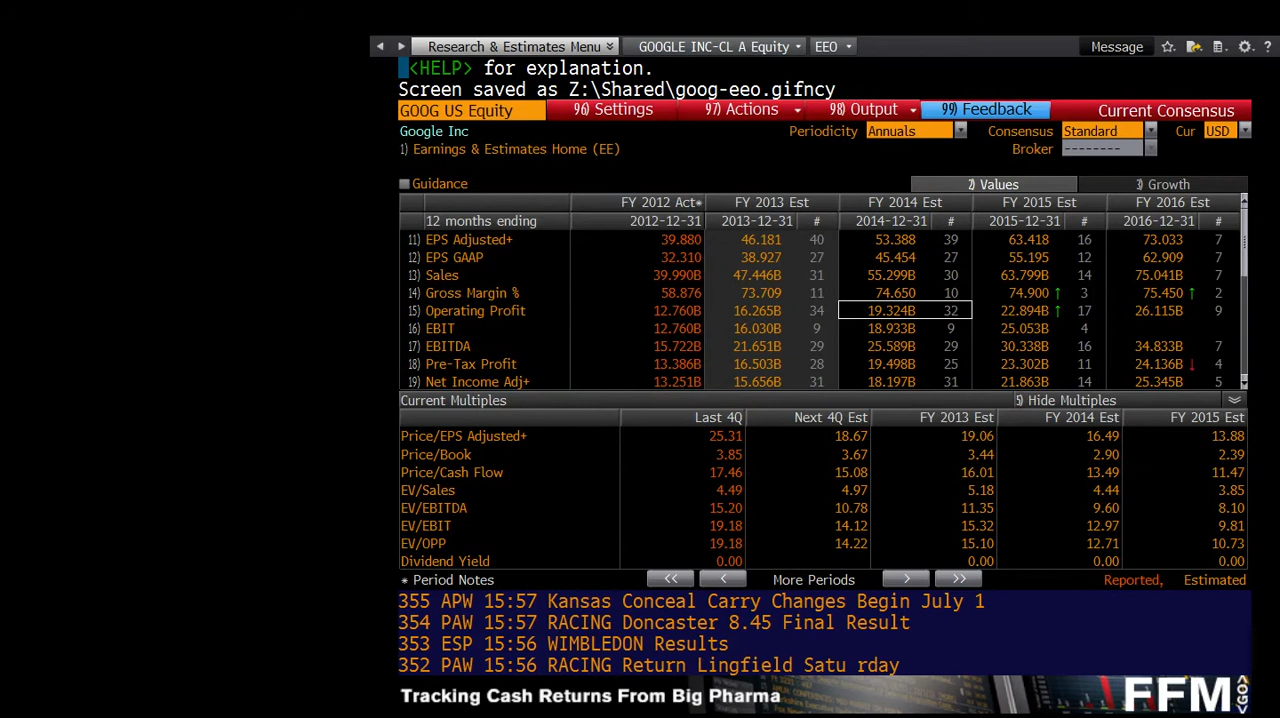 Research & Estimates Menu GOOGLE INC-CL A Equity EEO Message ?
<HELP> for explanation.
Screen saved as Z:\Shared\goog-eeo.gifncy
GOOG US Equity 96) Settings 97) Actions 98) Output 99) Feedback Current Consensus
Google Inc Periodicity Annuals Consensus Standard Cur USD
1) Earnings & Estimates Home (EE) Broker --------
Guidance 2) Values 3) Growth
FY 2012 Act* FY 2013 Est FY 2014 Est FY 2015 Est FY 2016 Est
12 months ending 2012-12-31 2013-12-31 # 2014-12-31 # 2015-12-31 # 2016-12-31 #
11) EPS Adjusted+ 39.880 46.181 40 53.388 39 63.418 16 73.033 7
12) EPS GAAP 32.310 38.927 27 45.454 27 55.195 12 62.909 7
13) Sales 39.990B 47.446B 31 55.299B 30 63.799B 14 75.041B 7
14) Gross Margin % 58.876 73.709 11 74.650 10 74.900 ↑ 3 75.450 ↑ 2
15) Operating Profit 12.760B 16.265B 34 19.324B 32 22.894B ↑ 17 26.115B 9
16) EBIT 12.760B 16.030B 9 18.933B 9 25.053B 4
17) EBITDA 15.722B 21.651B 29 25.589B 29 30.338B 16 34.833B 7
18) Pre-Tax Profit 13.386B 16.503B 28 19.498B 25 23.302B 11 24.136B ↓ 4
19) Net Income Adj+ 13.251B 15.656B 31 18.197B 31 21.863B 14 25.345B 5
Current Multiples 5) Hide Multiples
Last 4Q Next 4Q Est FY 2013 Est FY 2014 Est FY 2015 Est
Price/EPS Adjusted+ 25.31 18.67 19.06 16.49 13.88
Price/Book 3.85 3.67 3.44 2.90 2.39
Price/Cash Flow 17.46 15.08 16.01 13.49 11.47
EV/Sales 4.49 4.97 5.18 4.44 3.85
EV/EBITDA 15.20 10.78 11.35 9.60 8.10
EV/EBIT 19.18 14.12 15.32 12.97 9.81
EV/OPP 19.18 14.22 15.10 12.71 10.73
Dividend Yield 0.00 0.00 0.00 0.00
* Period Notes << < More Periods > >> Reported, Estimated
355 APW 15:57 Kansas Conceal Carry Changes Begin July 1
354 PAW 15:57 RACING Doncaster 8.45 Final Result
353 ESP 15:56 WIMBLEDON Results
352 PAW 15:56 RACING Return Lingfield Satu rday
Tracking Cash Returns From Big Pharma FFM